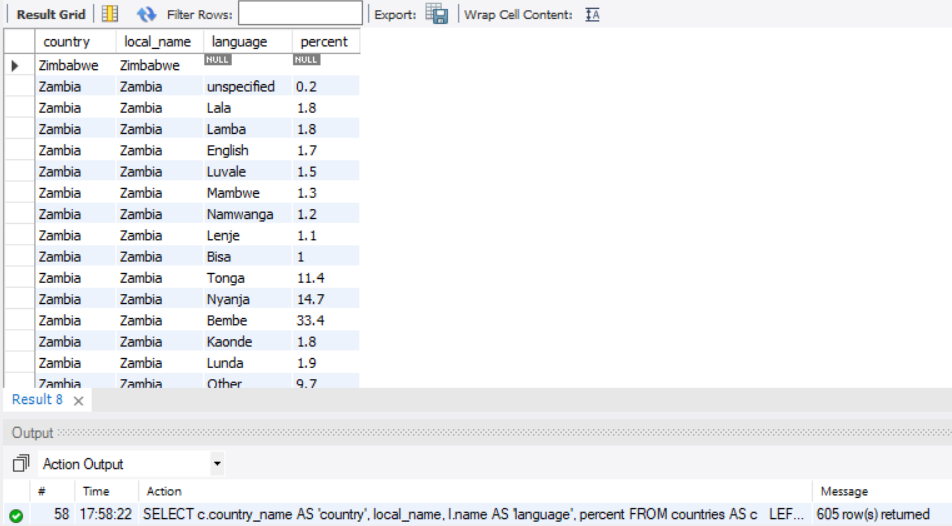 Result Grid Filter Rows: Export: Wrap Cell Content: IA
country local_name language percent
Zimbabwe Zimbabwe NULL NULL
Zambia Zambia unspecified 0.2
Zambia Zambia Lala 1.8
Zambia Zambia Lamba 1.8
Zambia Zambia English 1.7
Zambia Zambia Luvale 1.5
Zambia Zambia Mambwe 1.3
Zambia Zambia Namwanga 1.2
Zambia Zambia Lenje 1.1
Zambia Zambia Bisa 1
Zambia Zambia Tonga 11.4
Zambia Zambia Nyanja 14.7
Zambia Zambia Bembe 33.4
Zambia Zambia Kaonde 1.8
Zambia Zambia Lunda 1.9
Zambia Zambia Other 9.7
Result 8 ×
Output
Action Output
# Time Action Message
58 17:58:22 SELECT c.country_name AS 'country', local_name, l.name AS 'language', percent FROM countries AS c LEF... 605 row(s) returned